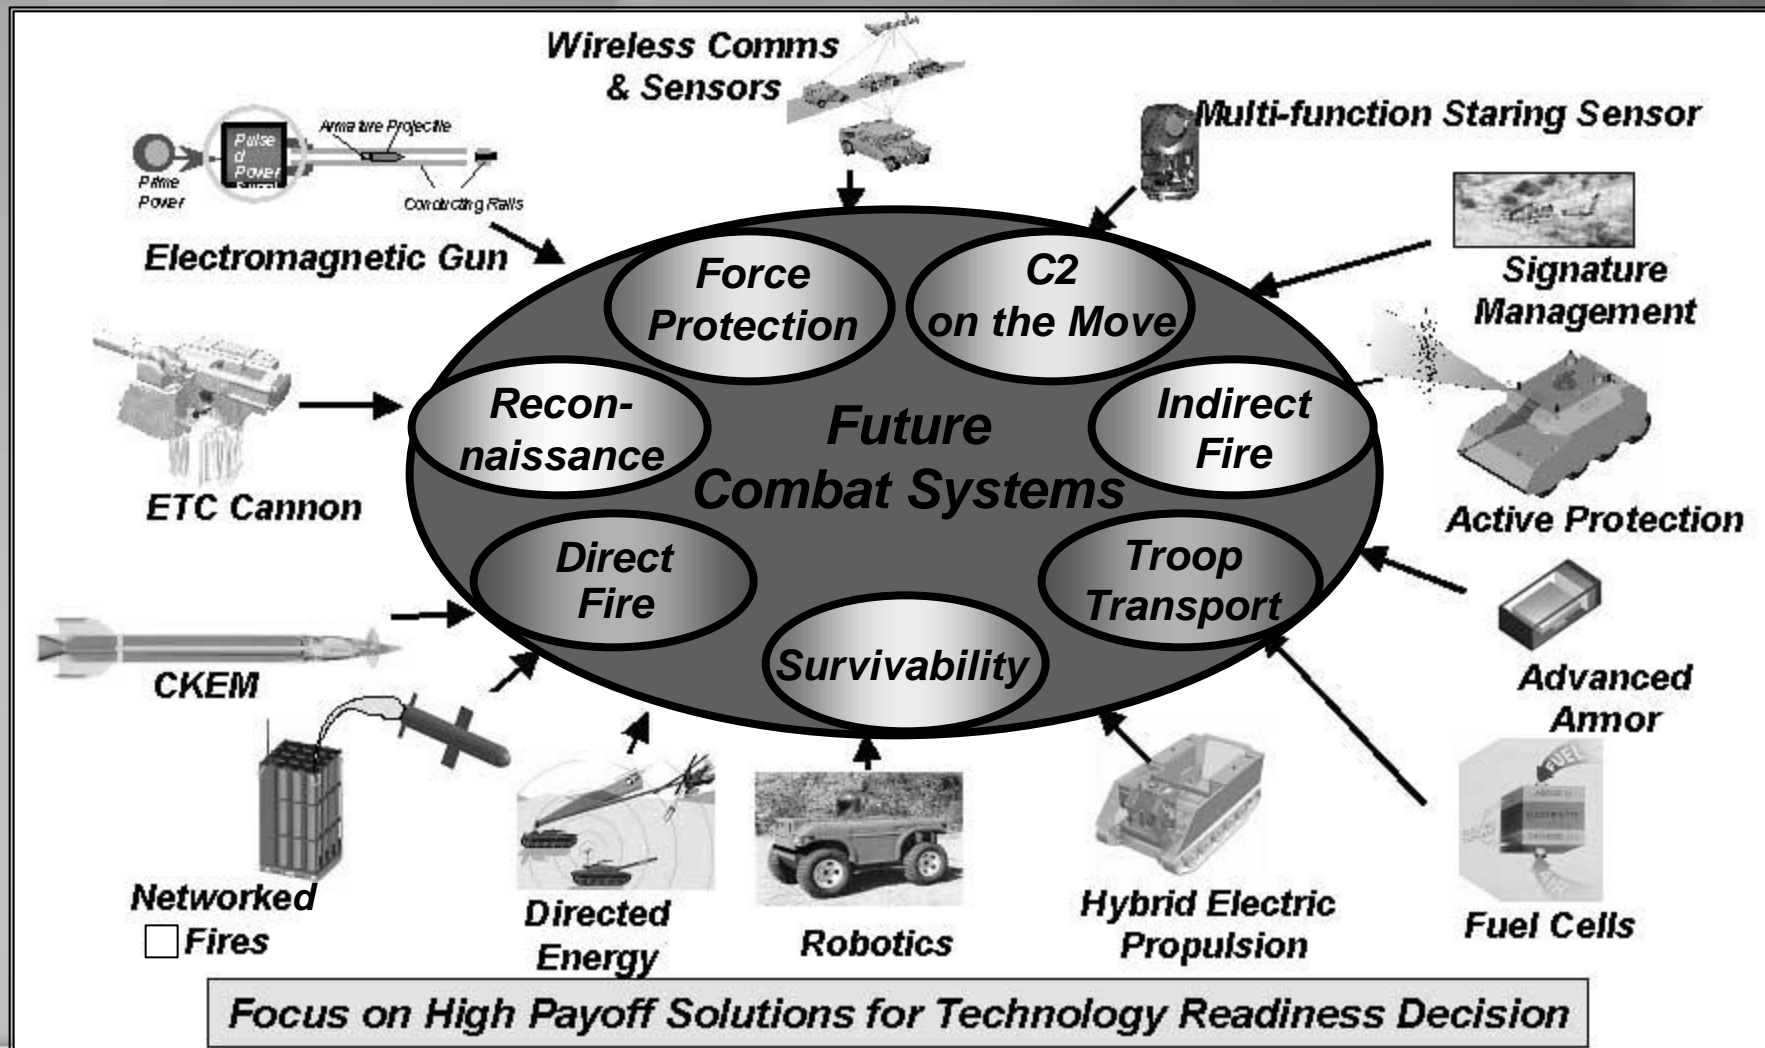 Wireless Comms
& Sensors
Multi-function Staring Sensor
Armature Projectile
Pulse
d
Power
Prime
Power
Conducting Rails
Electromagnetic Gun
Signature
Management
Force
Protection
C2
on the Move
Recon-
naissance
Indirect
Fire
Future
Combat Systems
ETC Cannon
Active Protection
Direct
Fire
Troop
Transport
Survivability
CKEM
Advanced
Armor
FUEL
Networked
Fires
Directed
Energy
Robotics
Hybrid Electric
Propulsion
Fuel Cells
Focus on High Payoff Solutions for Technology Readiness Decision